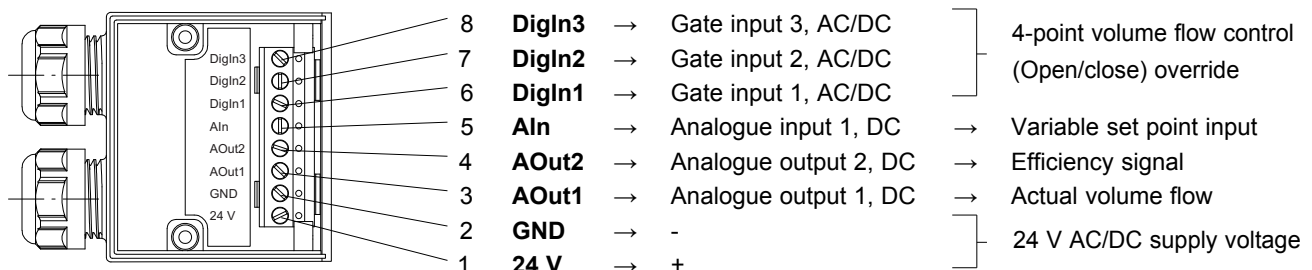 DigIn3
DigIn2
DigIn1
AIn
AOut2
AOut1
GND
24 V
8 DigIn3 → Gate input 3, AC/DC
7 DigIn2 → Gate input 2, AC/DC
6 DigIn1 → Gate input 1, AC/DC
4-point volume flow control
(Open/close) override
5 AIn → Analogue input 1, DC → Variable set point input
4 AOut2 → Analogue output 2, DC → Efficiency signal
3 AOut1 → Analogue output 1, DC → Actual volume flow
2 GND → -
1 24 V → +
24 V AC/DC supply voltage